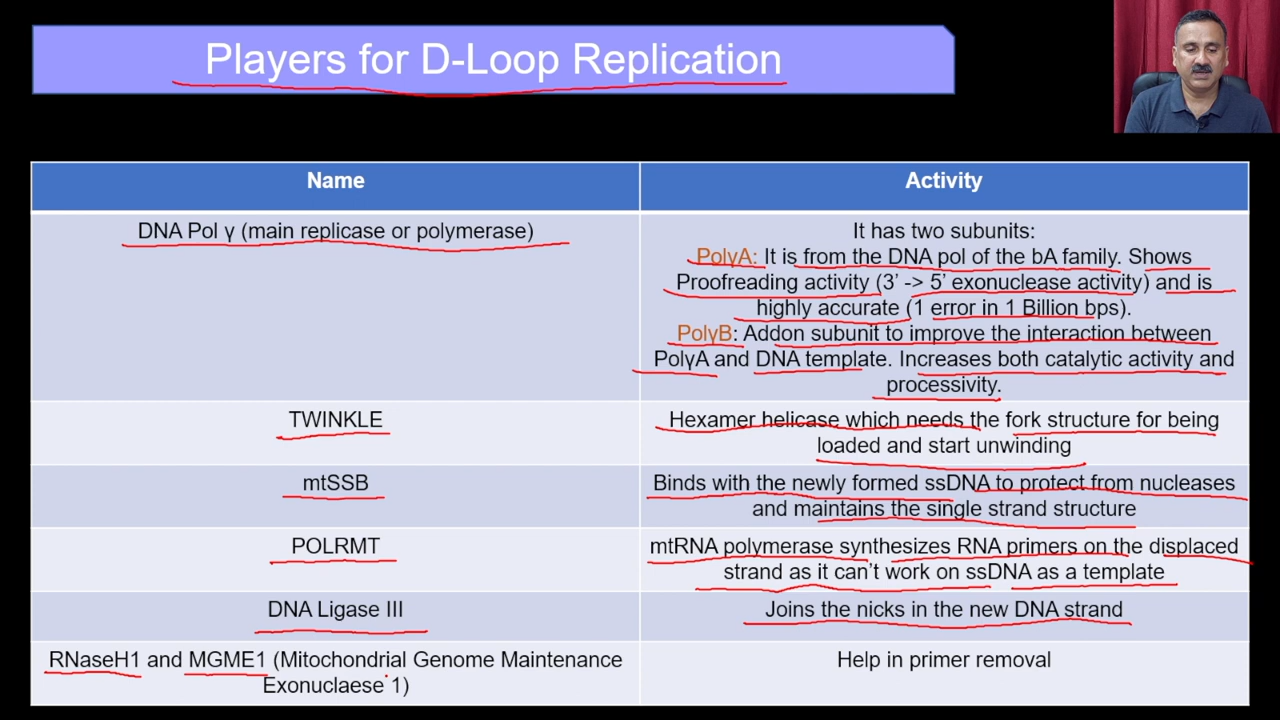 Players for D-Loop Replication
Name
Activity
DNA Pol γ (main replicase or polymerase)
It has two subunits:
PolγA: It is from the DNA pol of the bA family. Shows
Proofreading activity (3’ -> 5’ exonuclease activity) and is
highly accurate (1 error in 1 Billion bps).
PolγB: Addon subunit to improve the interaction between
PolγA and DNA template. Increases both catalytic activity and
processivity.
TWINKLE
Hexamer helicase which needs the fork structure for being
loaded and start unwinding
mtSSB
Binds with the newly formed ssDNA to protect from nucleases
and maintains the single strand structure
POLRMT
mtRNA polymerase synthesizes RNA primers on the displaced
strand as it can’t work on ssDNA as a template
DNA Ligase III
Joins the nicks in the new DNA strand
RNaseH1 and MGME1 (Mitochondrial Genome Maintenance
Exonuclaese 1)
Help in primer removal